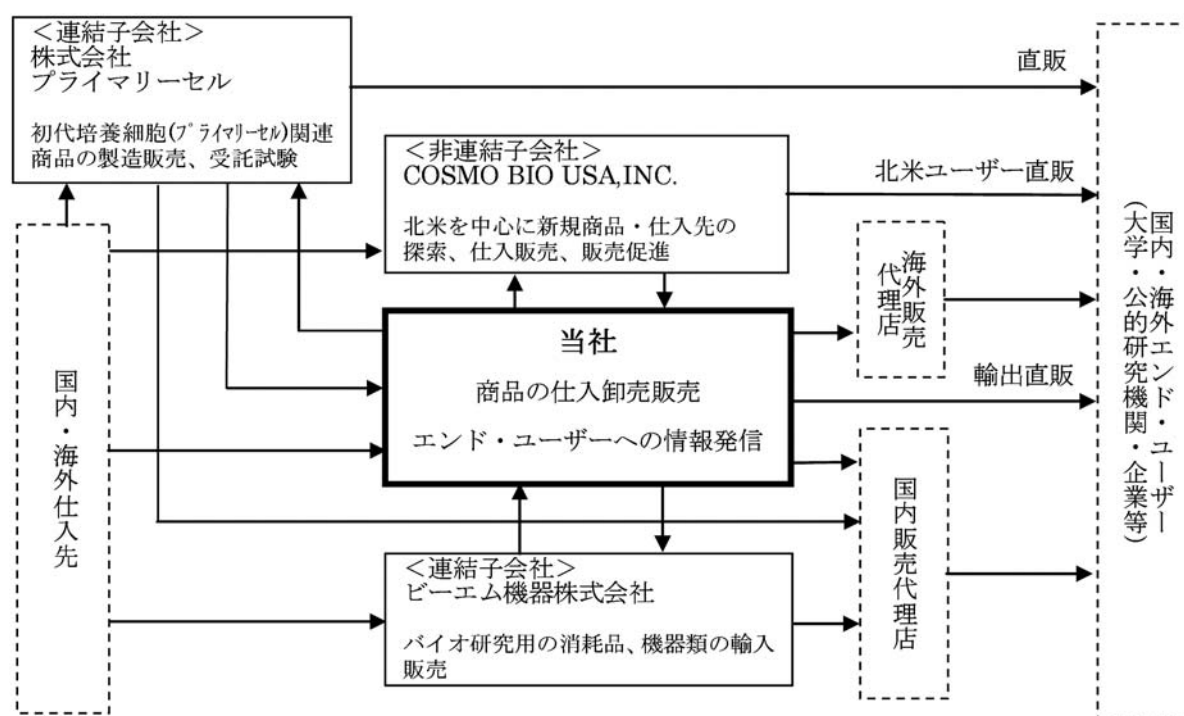 ＜連結子会社＞
株式会社
プライマリーセル
初代培養細胞(ﾌﾟﾗｲﾏﾘｰｾﾙ)関連
商品の製造販売、受託試験
直販
＜非連結子会社＞
COSMO BIO USA,INC.
北米を中心に新規商品・仕入先の
探索、仕入販売、販売促進
北米ユーザー直販
海外販売
代理店
当社
商品の仕入卸売販売
エンド・ユーザーへの情報発信
輸出直販
国内・海外仕入先
国内販売代理店
＜連結子会社＞
ビーエム機器株式会社
バイオ研究用の消耗品、機器類の輸入
販売
国内・海外エンド・ユーザー
(大学・公的研究機関・企業等)